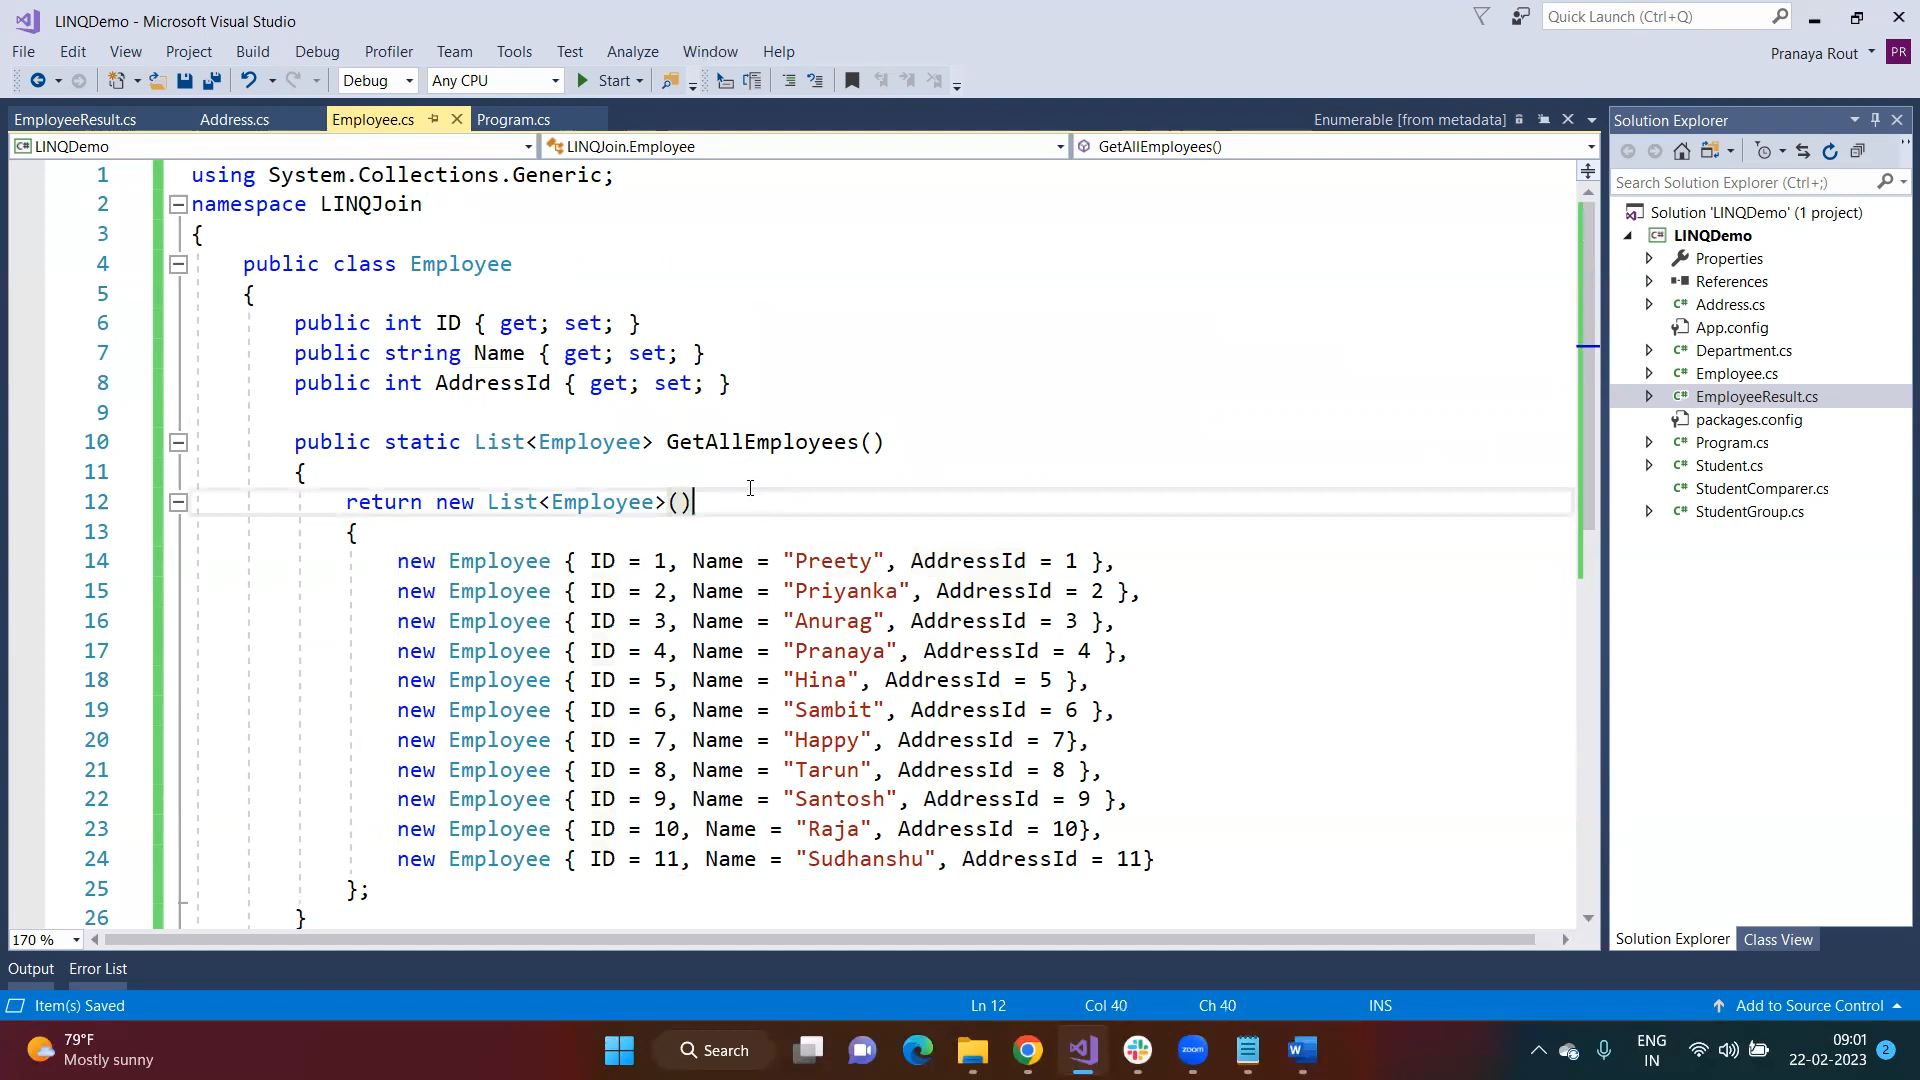 LINQDemo - Microsoft Visual Studio
Quick Launch (Ctrl+Q)
File Edit View Project Build Debug Profiler Team Tools Test Analyze Window Help
Pranaya Rout PR
Debug Any CPU Start
EmployeeResult.cs Address.cs Employee.cs Program.cs Enumerable [from metadata]
LINQDemo LINQJoin.Employee GetAllEmployees()
1 using System.Collections.Generic;
2 namespace LINQJoin
3 {
4 public class Employee
5 {
6 public int ID { get; set; }
7 public string Name { get; set; }
8 public int AddressId { get; set; }
9
10 public static List<Employee> GetAllEmployees()
11 {
12 return new List<Employee>()
13 {
14 new Employee { ID = 1, Name = "Preety", AddressId = 1 },
15 new Employee { ID = 2, Name = "Priyanka", AddressId = 2 },
16 new Employee { ID = 3, Name = "Anurag", AddressId = 3 },
17 new Employee { ID = 4, Name = "Pranaya", AddressId = 4 },
18 new Employee { ID = 5, Name = "Hina", AddressId = 5 },
19 new Employee { ID = 6, Name = "Sambit", AddressId = 6 },
20 new Employee { ID = 7, Name = "Happy", AddressId = 7},
21 new Employee { ID = 8, Name = "Tarun", AddressId = 8 },
22 new Employee { ID = 9, Name = "Santosh", AddressId = 9 },
23 new Employee { ID = 10, Name = "Raja", AddressId = 10},
24 new Employee { ID = 11, Name = "Sudhanshu", AddressId = 11}
25 };
26 }
170 %
Solution Explorer
Search Solution Explorer (Ctrl+;)
Solution 'LINQDemo' (1 project)
C# LINQDemo
Properties
References
C# Address.cs
App.config
C# Department.cs
C# Employee.cs
C# EmployeeResult.cs
packages.config
C# Program.cs
C# Student.cs
C# StudentComparer.cs
C# StudentGroup.cs
Solution Explorer Class View
Output Error List
Item(s) Saved Ln 12 Col 40 Ch 40 INS Add to Source Control
79°F
Mostly sunny
Search
zoom
ENG
IN
09:01
22-02-2023
2